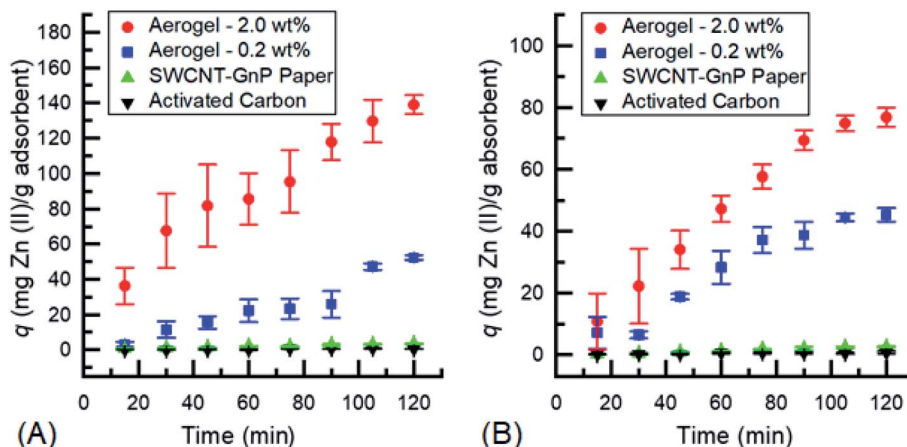 Aerogel - 2.0 wt%
Aerogel - 0.2 wt%
SWCNT-GnP Paper
Activated Carbon
q (mg Zn (II)/g adsorbent)
180
160
140
120
100
80
60
40
20
0
0 20 40 60 80 100 120
Time (min)
(A)
Aerogel - 2.0 wt%
Aerogel - 0.2 wt%
SWCNT-GnP Paper
Activated Carbon
q (mg Zn (II)/g absorbent)
100
80
60
40
20
0
0 20 40 60 80 100 120
Time (min)
(B)